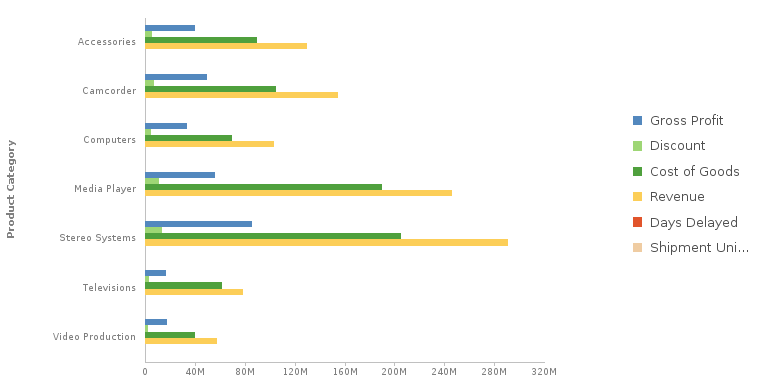 Product Category
Accessories
Camcorder
Computers
Media Player
Stereo Systems
Televisions
Video Production
0 40M 80M 120M 160M 200M 240M 280M 320M
Gross Profit
Discount
Cost of Goods
Revenue
Days Delayed
Shipment Uni...